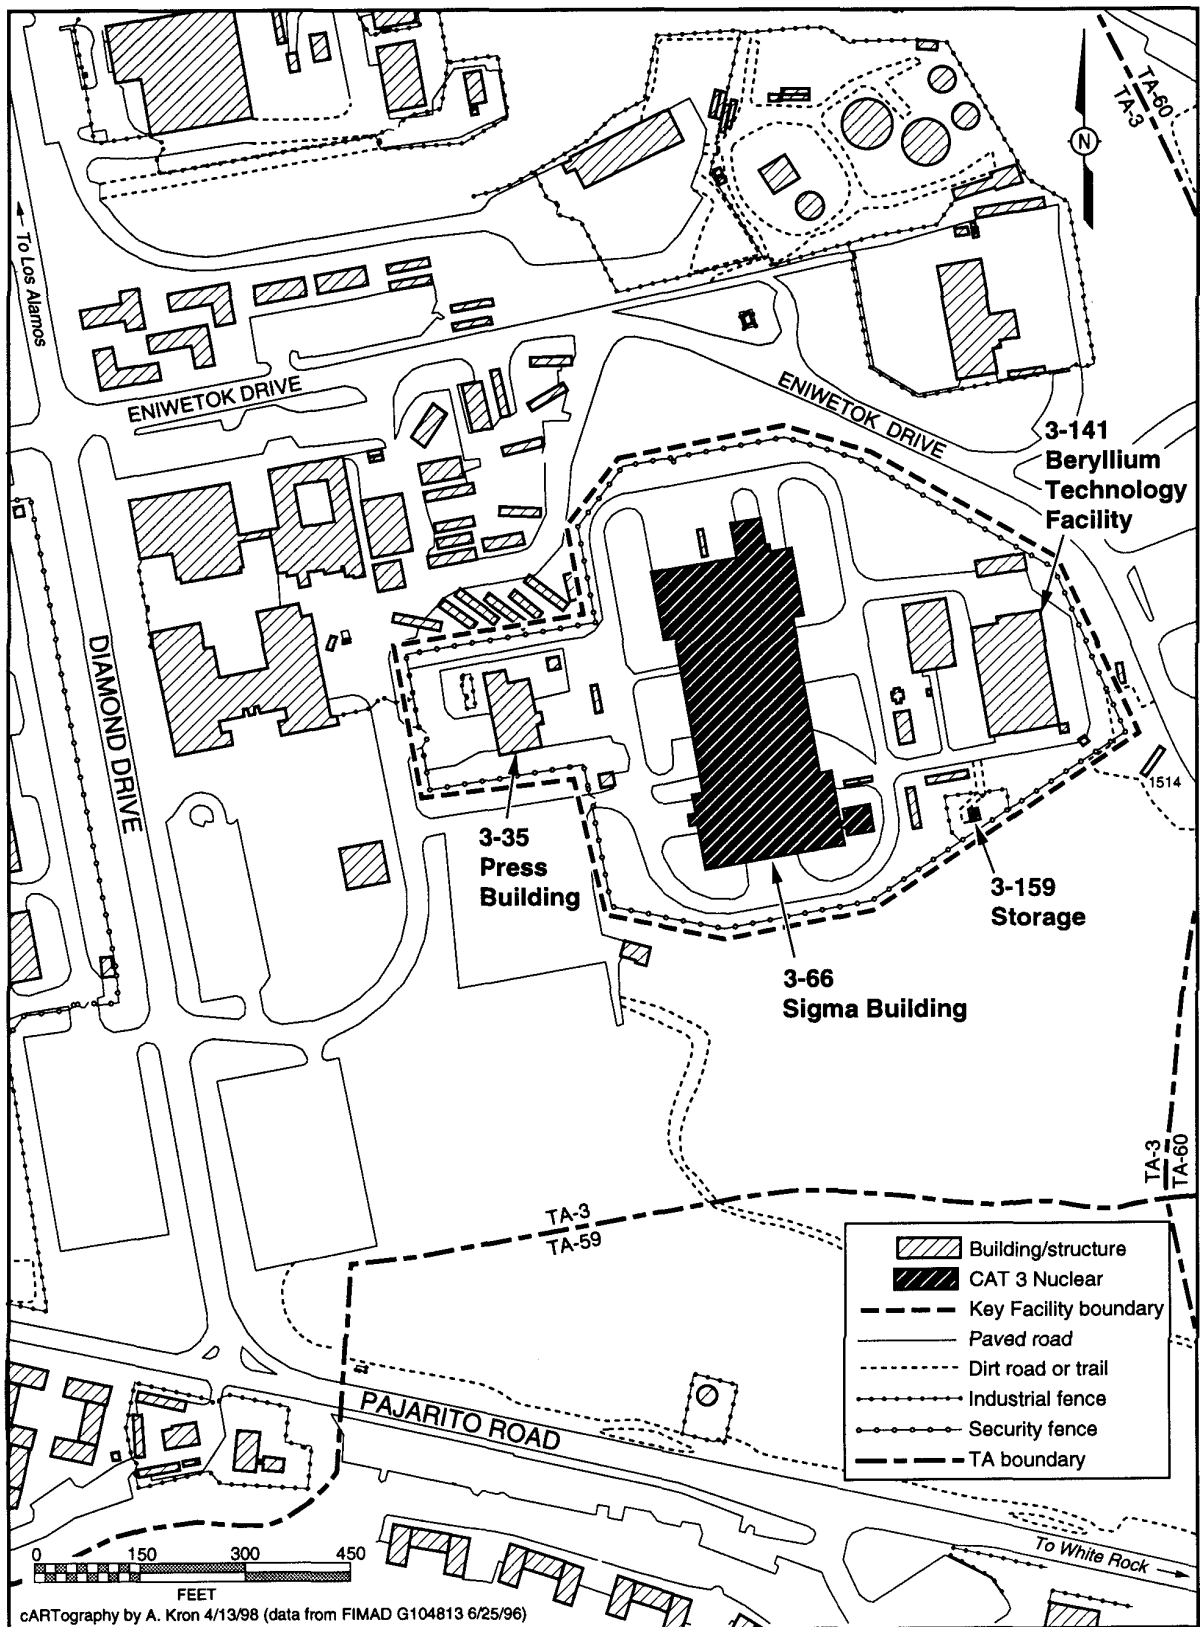 TA-60
TA-3
N
← To Los Alamos
ENIWETOK DRIVE
ENIWETOK DRIVE
3-141
Beryllium
Technology
Facility
DIAMOND DRIVE
1514
3-35
Press
Building
3-159
Storage
3-66
Sigma Building
TA-3
TA-60
TA-3
TA-59
Building/structure
CAT 3 Nuclear
Key Facility boundary
Paved road
Dirt road or trail
Industrial fence
Security fence
TA boundary
PAJARITO ROAD
To White Rock →
0 150 300 450
FEET
cARTography by A. Kron 4/13/98 (data from FIMAD G104813 6/25/96)